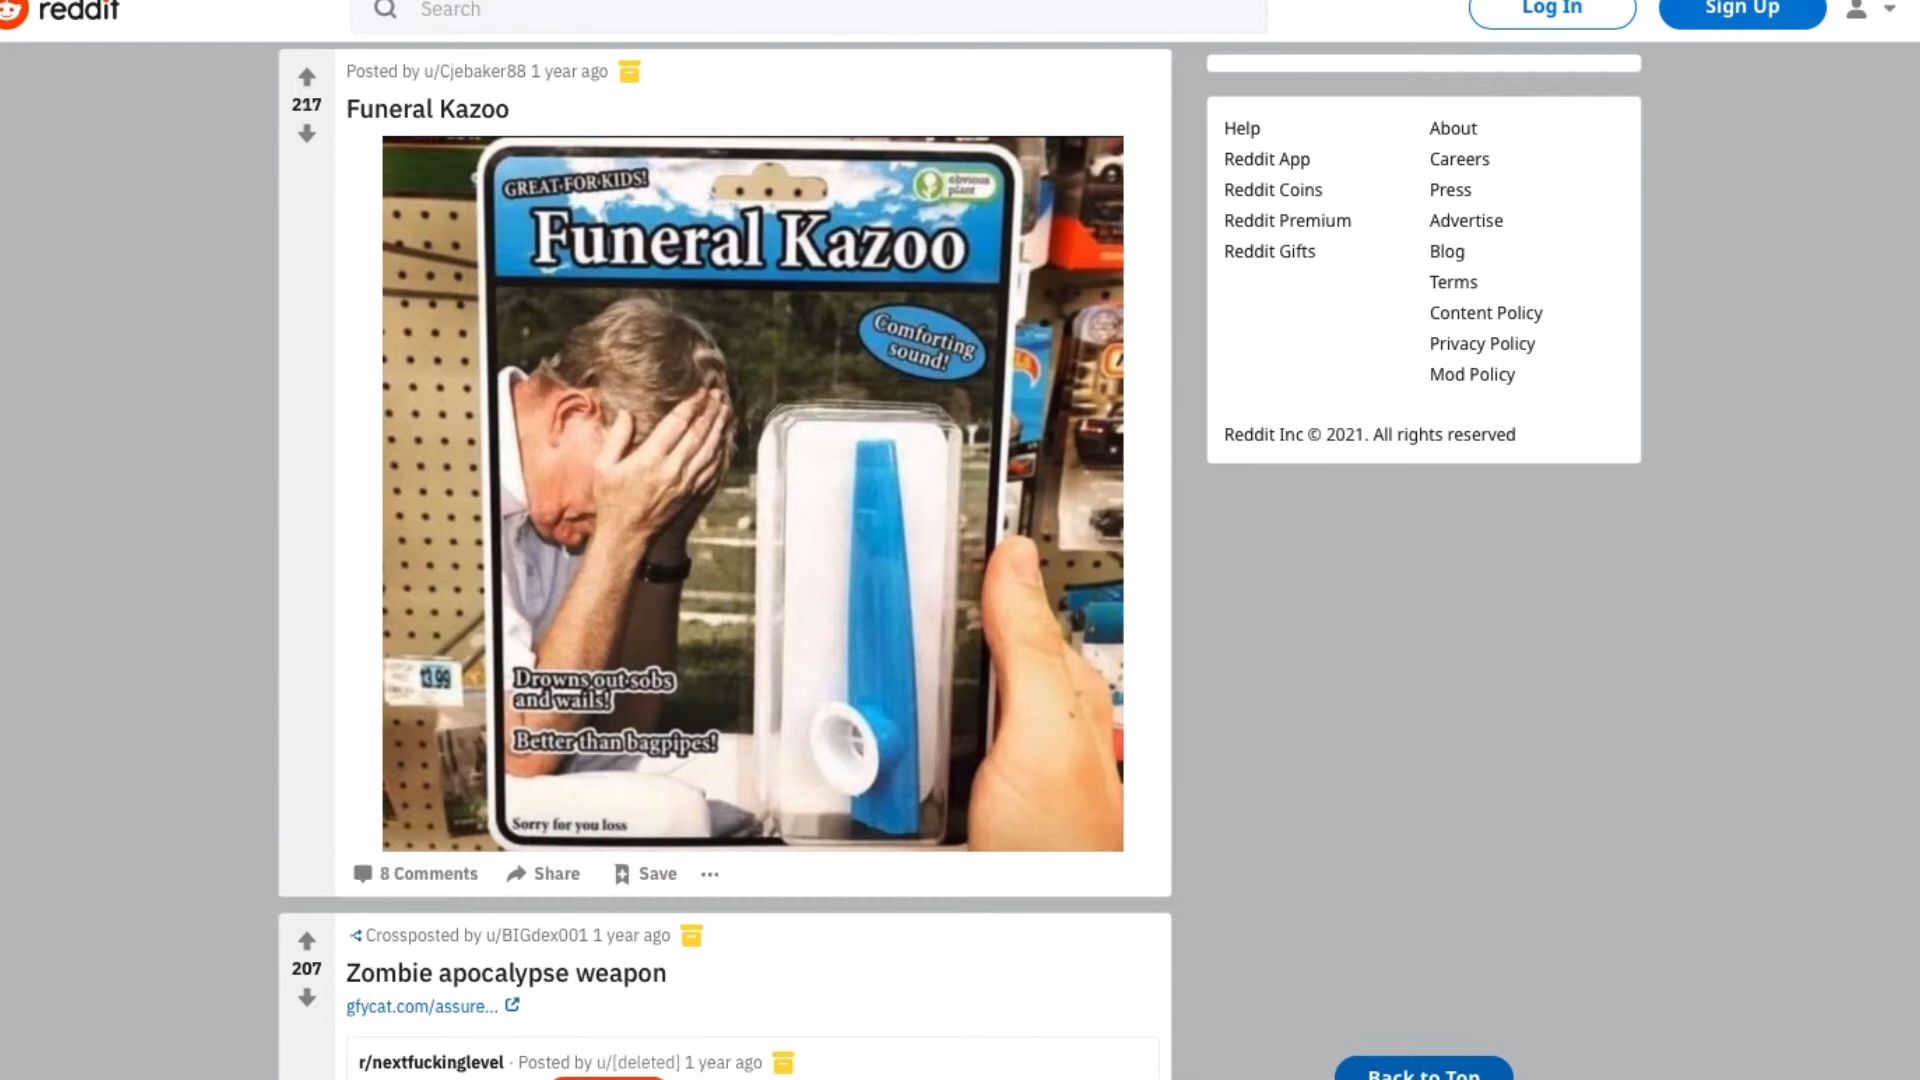 reddit
Search
Log In
Sign Up
Posted by u/Cjebaker88 1 year ago
217
Funeral Kazoo
GREAT FOR KIDS!
obvious
plant
Funeral Kazoo
Comforting
sound!
Drowns out sobs
and wails!
Better than bagpipes!
Sorry for you loss
8 Comments
Share
Save
Crossposted by u/BIGdex001 1 year ago
207
Zombie apocalypse weapon
gfycat.com/assure...
r/nextfuckinglevel · Posted by u/[deleted] 1 year ago
Help
Reddit App
Reddit Coins
Reddit Premium
Reddit Gifts
About
Careers
Press
Advertise
Blog
Terms
Content Policy
Privacy Policy
Mod Policy
Reddit Inc © 2021. All rights reserved
Back to Top